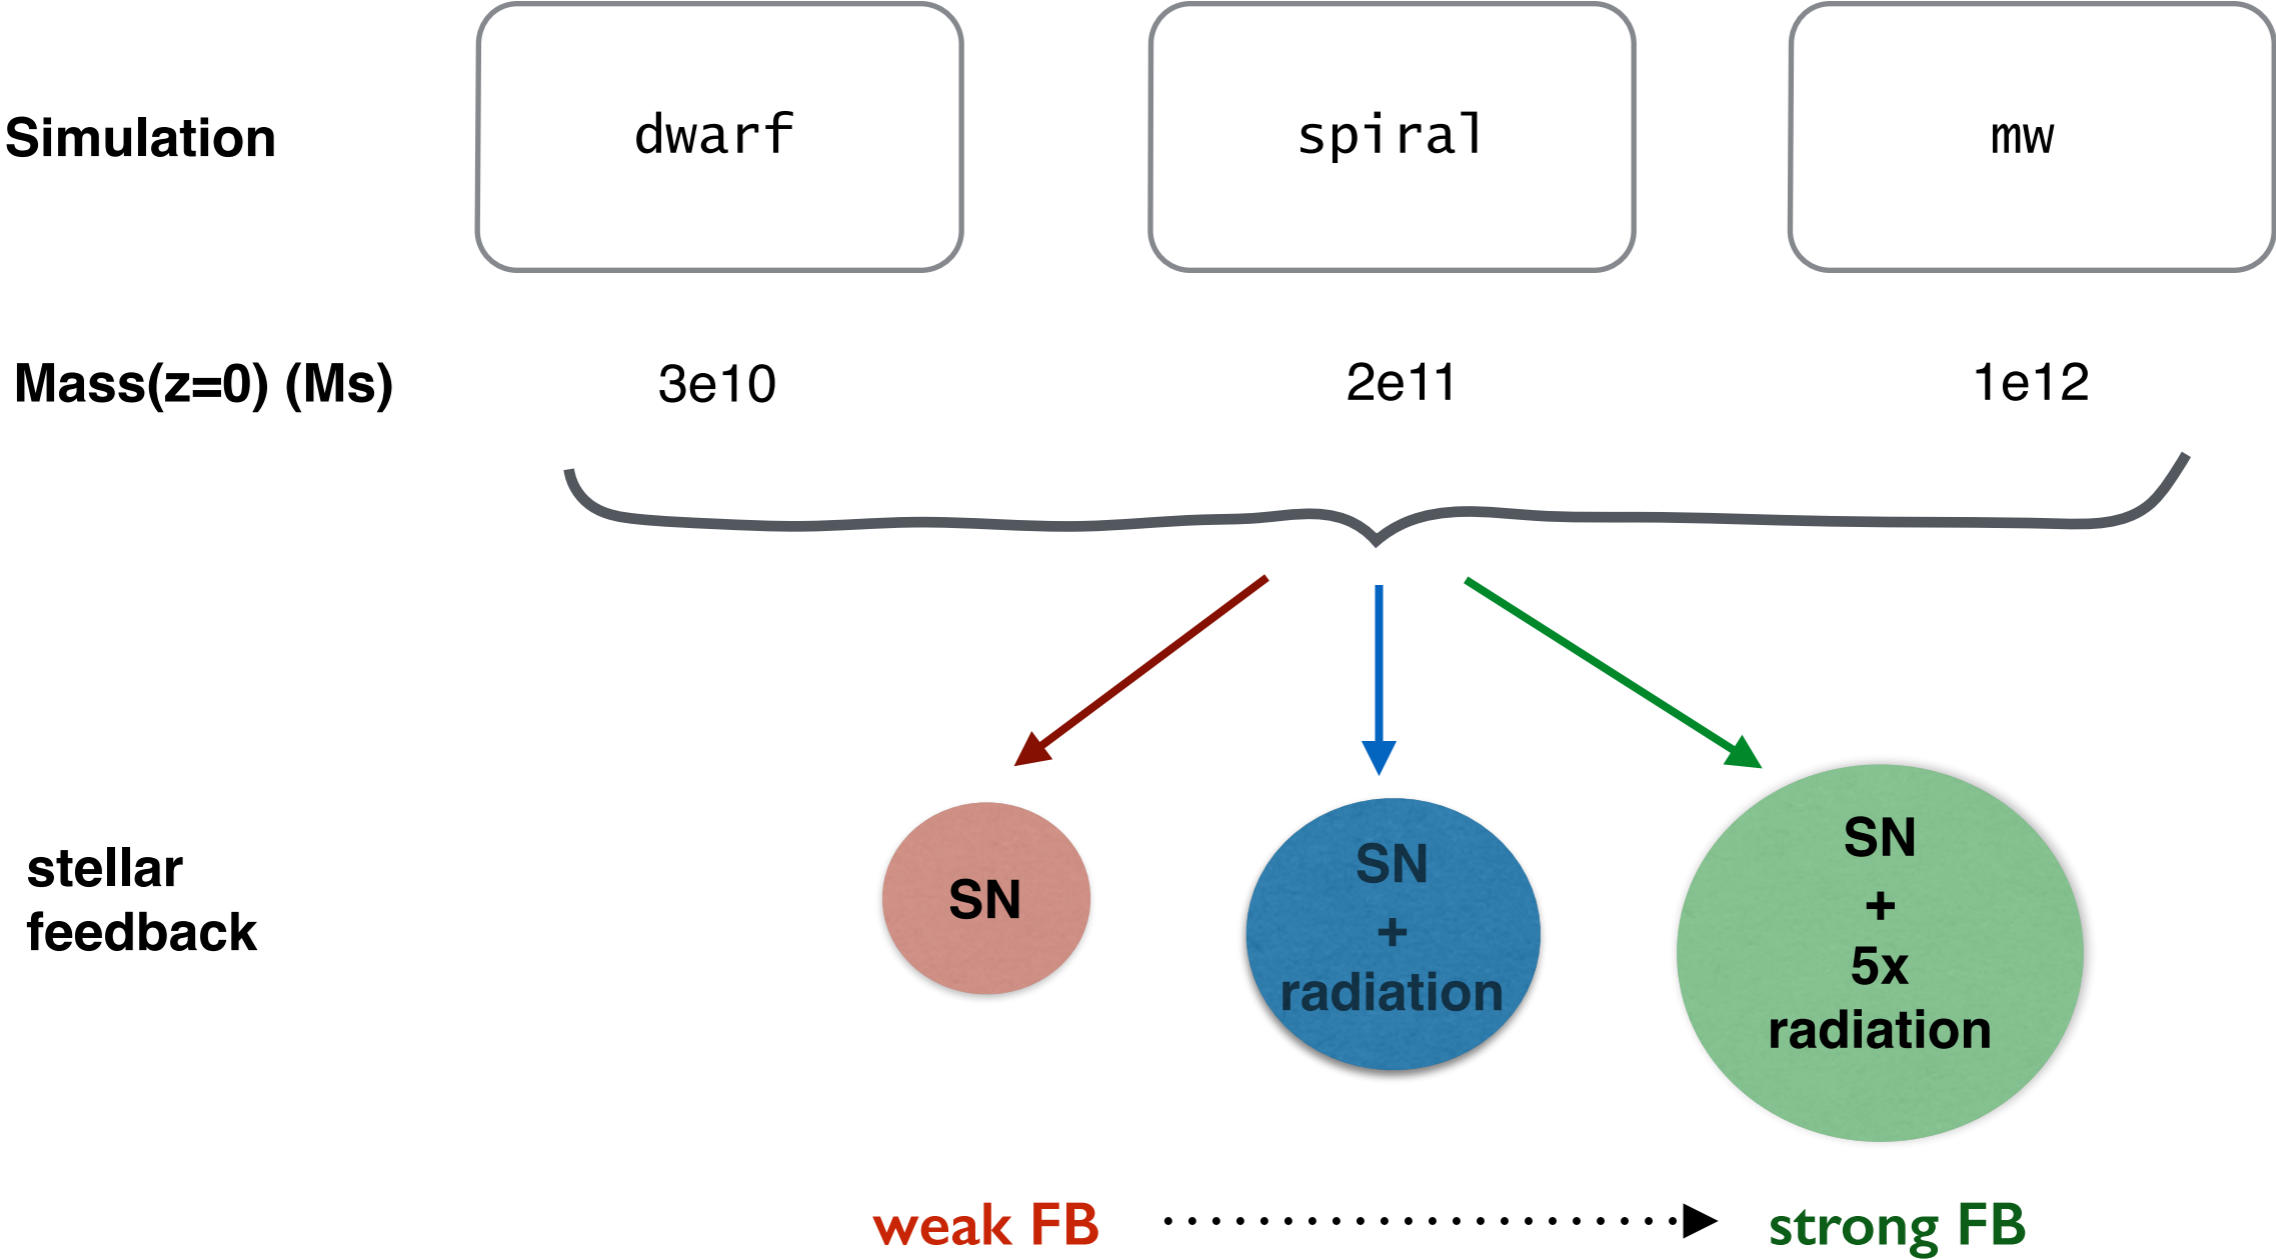 Simulation
dwarf
spiral
mw
Mass(z=0) (Ms)
3e10
2e11
1e12
stellar
feedback
SN
SN
+
radiation
SN
+
5x
radiation
weak FB
strong FB